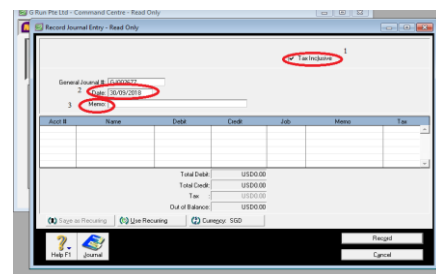 G Run Pte Ltd - Command Centre - Read Only
Record Journal Entry - Read Only
1
Tax Inclusive
General Journal #: GJ003677
2 Date: 30/09/2018
3 Memo:
Acct # Name Debit Credit Job Memo Tax
Total Debit: USD0.00
Total Credit: USD0.00
Tax : USD0.00
Out of Balance: USD0.00
Save as Recurring Use Recurring Currency: SGD
Help F1 Journal
Record
Cancel